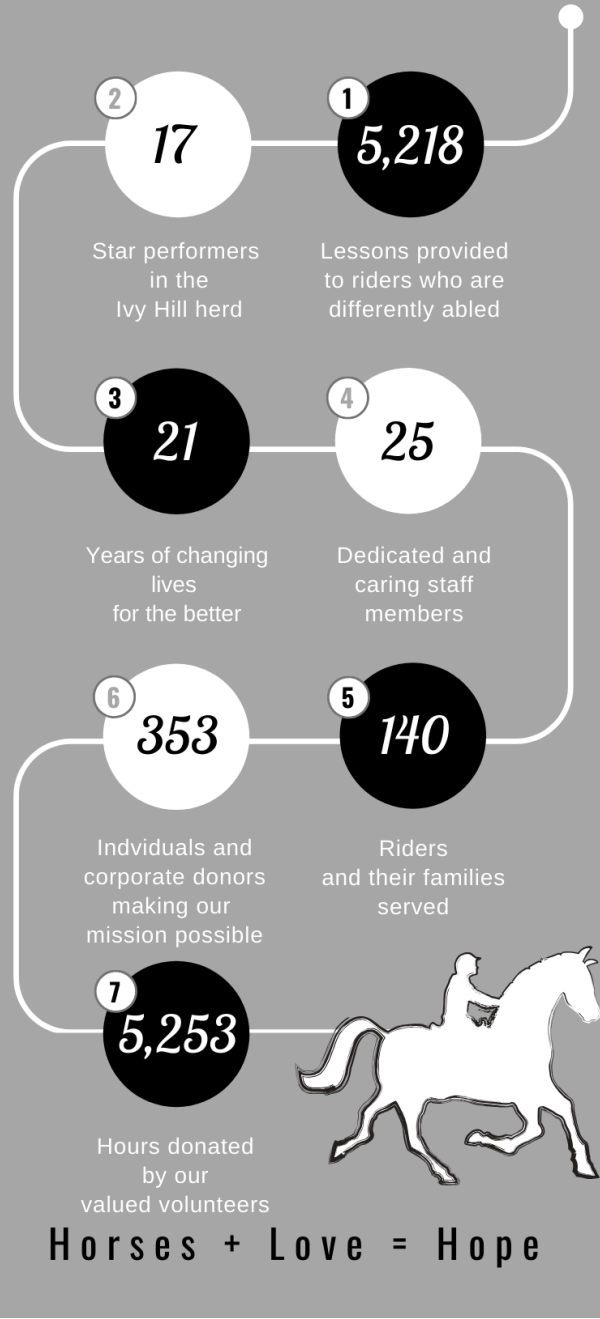 1
5,218
Lessons provided
to riders who are
differently abled
2
17
Star performers
in the
Ivy Hill herd
3
21
Years of changing
lives
for the better
4
25
Dedicated and
caring staff
members
5
140
Riders
and their families
served
6
353
Indviduals and
corporate donors
making our
mission possible
7
5,253
Hours donated
by our
valued volunteers
Horses + Love = Hope